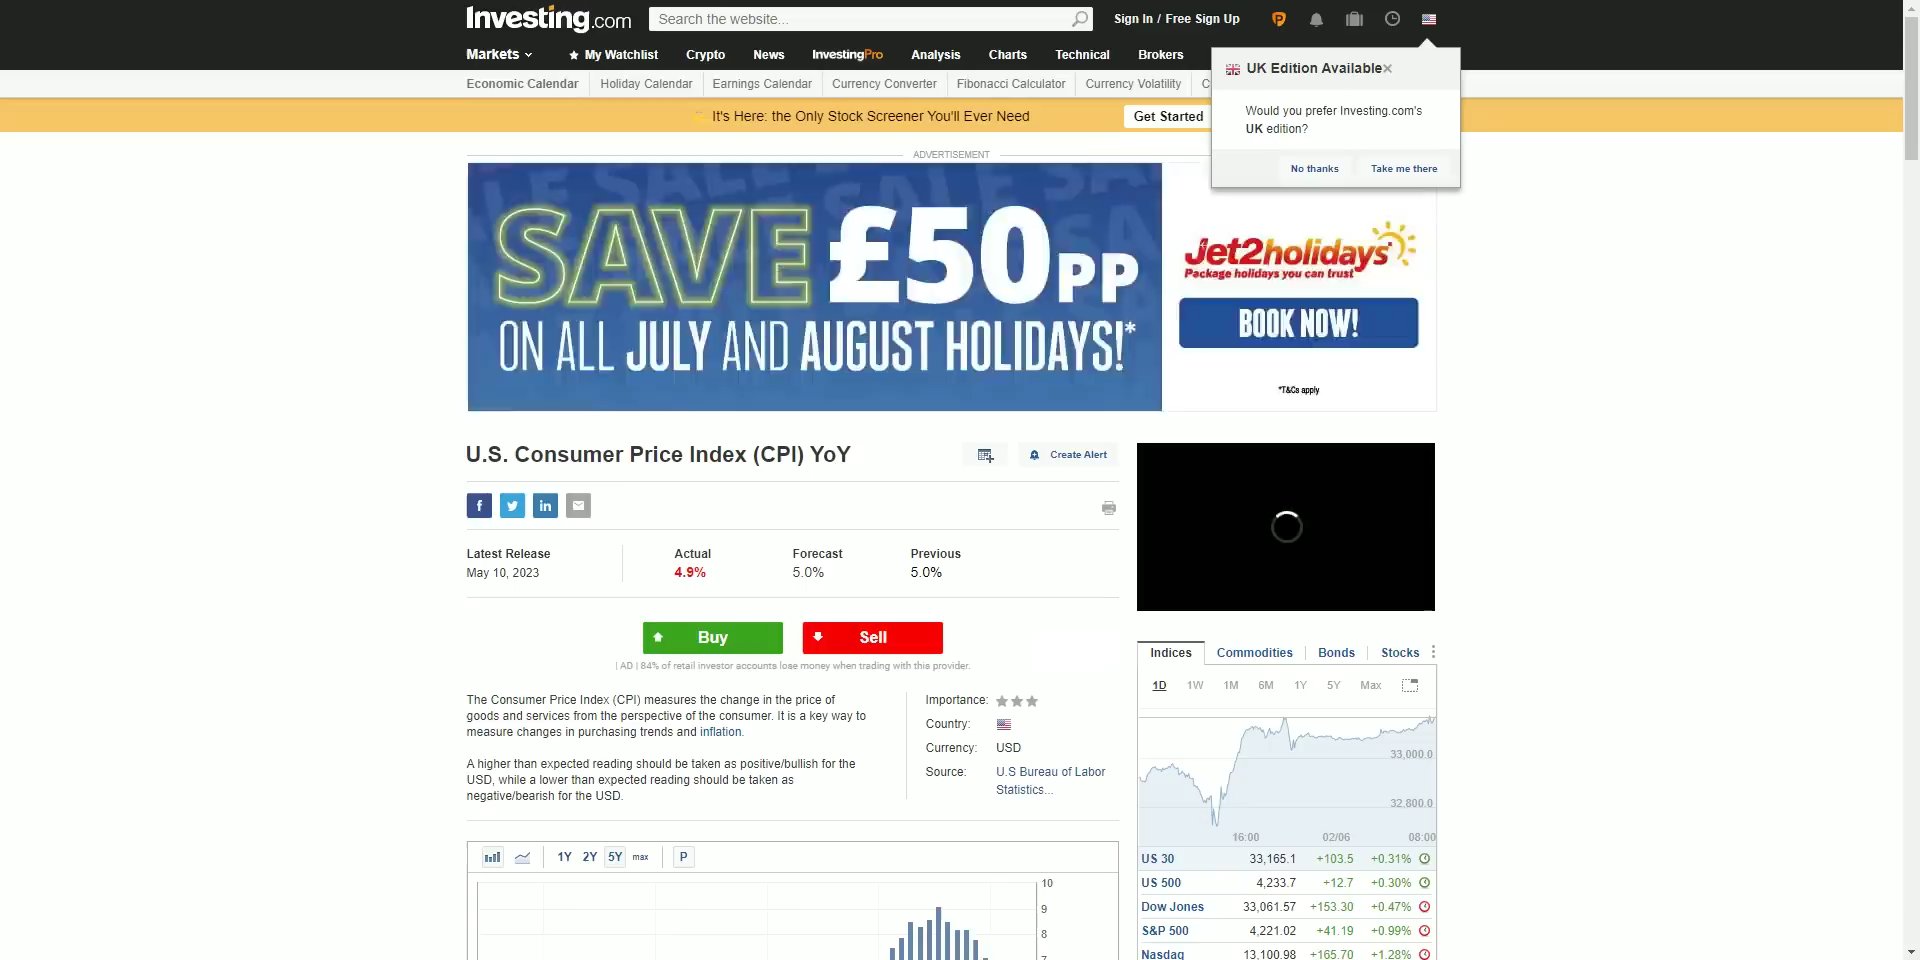 Investing.com
Search the website...
Sign In / Free Sign Up
Markets
My Watchlist
Crypto
News
InvestingPro
Analysis
Charts
Technical
Brokers
Economic Calendar
Holiday Calendar
Earnings Calendar
Currency Converter
Fibonacci Calculator
Currency Volatility
C
UK Edition Available
Would you prefer Investing.com's
UK edition?
No thanks
Take me there
It's Here: the Only Stock Screener You'll Ever Need
Get Started
ADVERTISEMENT
SAVE £50PP
ON ALL JULY AND AUGUST HOLIDAYS!*
Jet2holidays
Package holidays you can trust
BOOK NOW!
*T&Cs apply
U.S. Consumer Price Index (CPI) YoY
Create Alert
Latest Release
May 10, 2023
Actual
4.9%
Forecast
5.0%
Previous
5.0%
Buy
Sell
| AD | 84% of retail investor accounts lose money when trading with this provider.
The Consumer Price Index (CPI) measures the change in the price of
goods and services from the perspective of the consumer. It is a key way to
measure changes in purchasing trends and inflation.
A higher than expected reading should be taken as positive/bullish for the
USD, while a lower than expected reading should be taken as
negative/bearish for the USD.
Importance:
Country:
Currency: USD
Source: U.S Bureau of Labor
Statistics...
1Y 2Y 5Y max P
10
9
8
Indices Commodities Bonds Stocks
1D 1W 1M 6M 1Y 5Y Max
33,000.0
32,800.0
16:00 02/06 08:00
US 30 33,165.1 +103.5 +0.31%
US 500 4,233.7 +12.7 +0.30%
Dow Jones 33,061.57 +153.30 +0.47%
S&P 500 4,221.02 +41.19 +0.99%
Nasdaq 13,100.98 +165.70 +1.28%